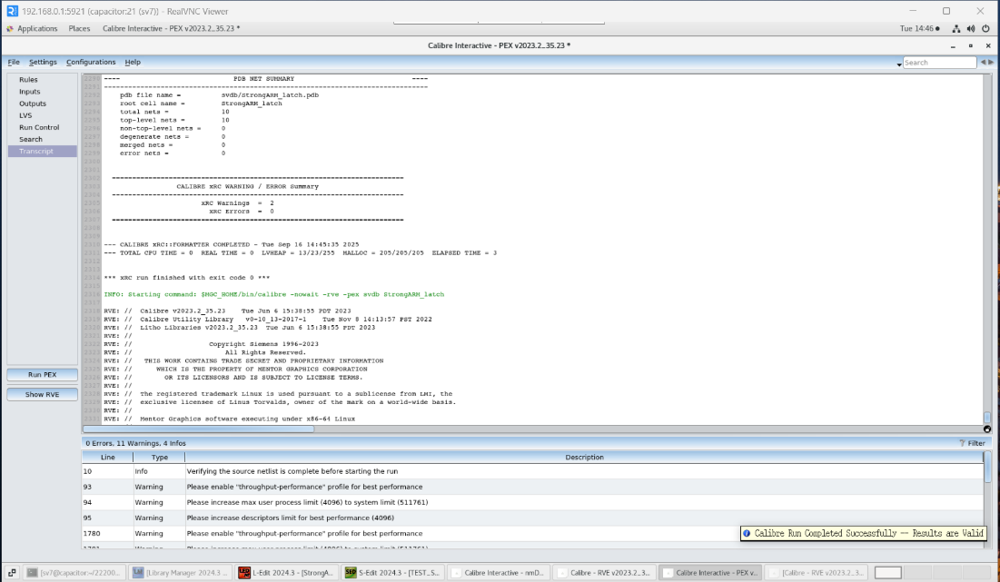 192.168.0.1:5921 (capacitor:21 (sv7)) - RealVNC Viewer
Applications Places Calibre Interactive - PEX v2023.2_35.23 * Tue 14:46
Calibre Interactive - PEX v2023.2_35.23 *
File Settings Configurations Help Search
Rules
Inputs
Outputs
LVS
Run Control
Search
Transcript
Run PEX
Show RVE
---- PDB NET SUMMARY ----
pdb file name = svdb/StrongARM_latch.pdb
root cell name = StrongARM_latch
total nets = 10
top-level nets = 10
non-top-level nets = 0
degenerate nets = 0
merged nets = 0
error nets = 0
CALIBRE xRC WARNING / ERROR Summary
xRC Warnings = 2
xRC Errors = 0
--- CALIBRE xRC::FORMATTER COMPLETED - Tue Sep 16 14:45:35 2025
--- TOTAL CPU TIME = 0 REAL TIME = 0 LVHEAP = 13/23/255 MALLOC = 205/205/205 ELAPSED TIME = 3
*** xRC run finished with exit code 0 ***
INFO: Starting command: $MGC_HOME/bin/calibre -nowait -rve -pex svdb StrongARM_latch
RVE: // Calibre v2023.2_35.23 Tue Jun 6 15:38:55 PDT 2023
RVE: // Calibre Utility Library v0-10_13-2017-1 Tue Nov 8 14:13:57 PST 2022
RVE: // Litho Libraries v2023.2_35.23 Tue Jun 6 15:38:55 PDT 2023
RVE: //
RVE: // Copyright Siemens 1996-2023
RVE: // All Rights Reserved.
RVE: // THIS WORK CONTAINS TRADE SECRET AND PROPRIETARY INFORMATION
RVE: // WHICH IS THE PROPERTY OF MENTOR GRAPHICS CORPORATION
RVE: // OR ITS LICENSORS AND IS SUBJECT TO LICENSE TERMS.
RVE: //
RVE: // The registered trademark Linux is used pursuant to a sublicense from LMI, the
RVE: // exclusive licensee of Linus Torvalds, owner of the mark on a world-wide basis.
RVE: //
RVE: // Mentor Graphics software executing under x86-64 Linux
0 Errors, 11 Warnings, 4 Infos Filter
Line Type Description
10 Info Verifying the source netlist is complete before starting the run
93 Warning Please enable "throughput-performance" profile for best performance
94 Warning Please increase max user process limit (4096) to system limit (511761)
95 Warning Please increase descriptors limit for best performance (4096)
1780 Warning Please enable "throughput-performance" profile for best performance
Calibre Run Completed Successfully -- Results are Valid
[sv7@capacitor:~/22200... [Library Manager 2024.3 ... L-Edit 2024.3 - [StrongA... S-Edit 2024.3 - [TEST_S... Calibre Interactive - nmD... Calibre - RVE v2023.2_3... Calibre Interactive - PEX v... [Calibre - RVE v2023.2_3...